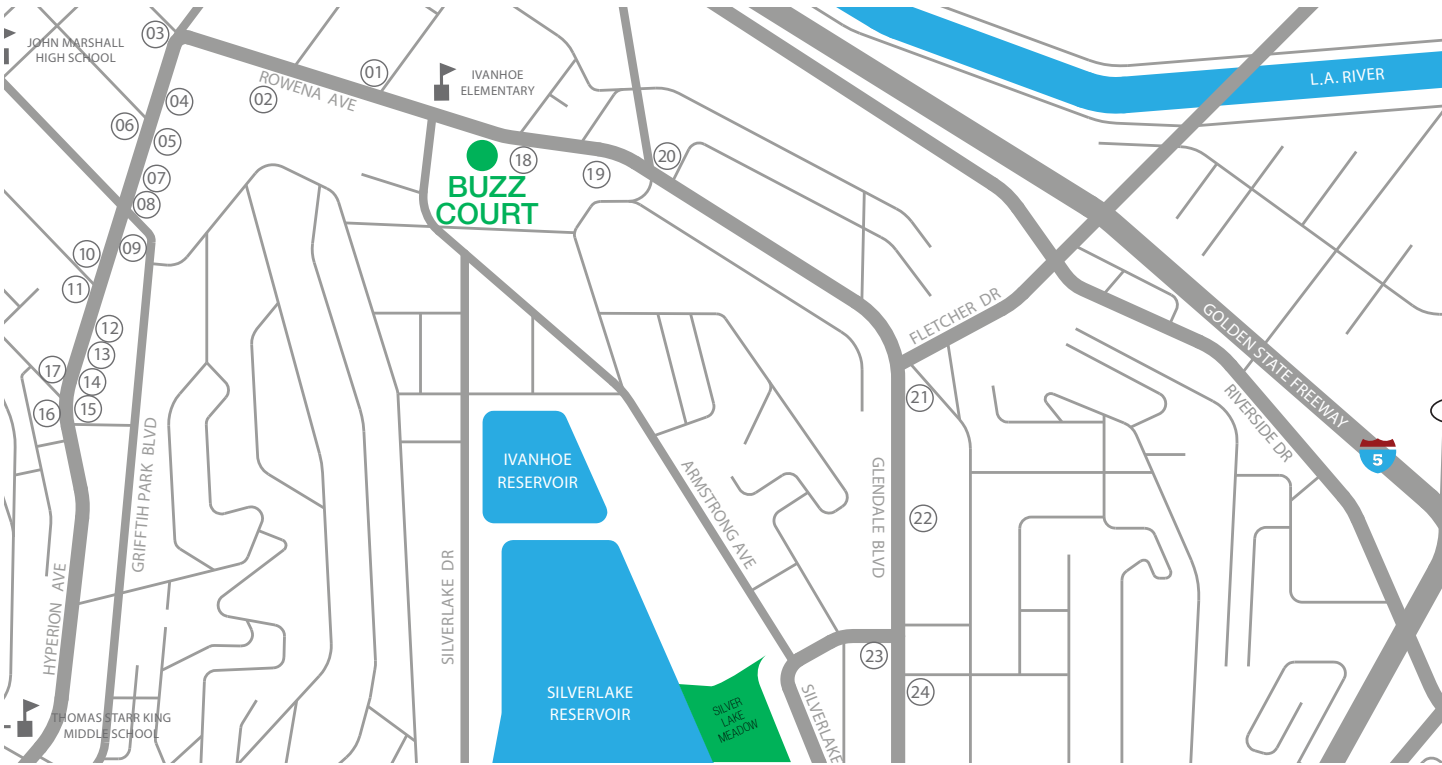 03
JOHN MARSHALL
HIGH SCHOOL
01
ROWENA AVE
02
IVANHOE
ELEMENTARY
L.A. RIVER
04
06
05
18
19
20
BUZZ
COURT
07
08
09
10
11
12
13
17
14
16
15
FLETCHER DR
GOLDEN STATE FREEWAY
RIVERSIDE DR
5
21
22
IVANHOE
RESERVOIR
ARMSTRONG AVE
GLENDALE BLVD
GRIFFTIH PARK BLVD
HYPERION AVE
SILVERLAKE DR
23
24
SILVERLAKE
RESERVOIR
SILVER
LAKE
MEADOW
SILVERLAKE
THOMAS STARR KING
MIDDLE SCHOOL